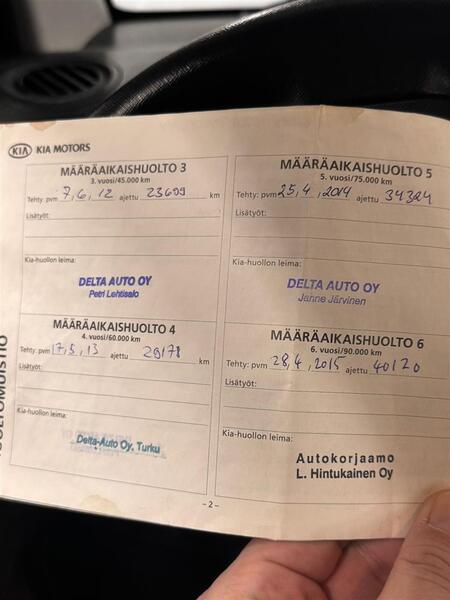 KIA KIA MOTORS
MÄÄRÄAIKAISHUOLTO 3
3. vuosi/45.000 km
Tehty: pvm 7,6,12 ajettu 23699 km
Lisätyöt:
Kia-huollon leima:
DELTA AUTO OY
Petri Lehtisalo
MÄÄRÄAIKAISHUOLTO 4
4. vuosi/60.000 km
Tehty: pvm 17,5,13 ajettu 29178 km
Lisätyöt:
Kia-huollon leima:
Delta-Auto Oy, Turku
MÄÄRÄAIKAISHUOLTO 5
5. vuosi/75.000 km
Tehty: pvm 25,4,2014 ajettu 34324
Lisätyöt:
Kia-huollon leima:
DELTA AUTO OY
Janne Järvinen
MÄÄRÄAIKAISHUOLTO 6
6. vuosi/90.000 km
Tehty: pvm 28,4,2015 ajettu 40120
Lisätyöt:
Kia-huollon leima:
Autokorjaamo
L. Hintukainen Oy
- 2 -